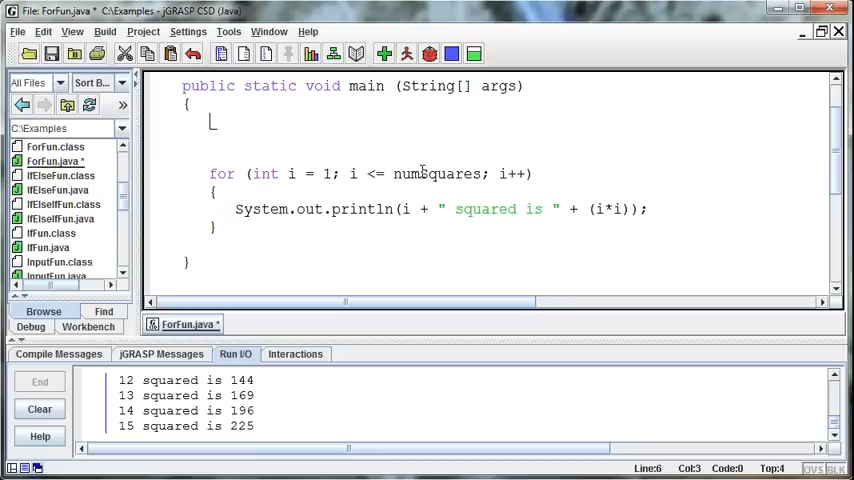 File: ForFun.java  C:\Examples - jGRASP CSD (Java)
File Edit View Build Project Settings Tools Window Help
All Files Sort B...
C:\Examples
ForFun.class
ForFun.java *
IfElseFun.class
IfElseFun.java
IfElseIfFun.class
IfElseIfFun.java
IfFun.class
IfFun.java
InputFun.class
InputFun.java
Browse Find
Debug Workbench
public static void main (String[] args)
{
for (int i = 1; i <= numSquares; i++)
{
System.out.println(i + " squared is " + (i*i));
}
}
ForFun.java *
Compile Messages jGRASP Messages Run I/O Interactions
End
Clear
Help
12 squared is 144
13 squared is 169
14 squared is 196
15 squared is 225
Line:6 Col:3 Code:0 Top:4 OVS BLK